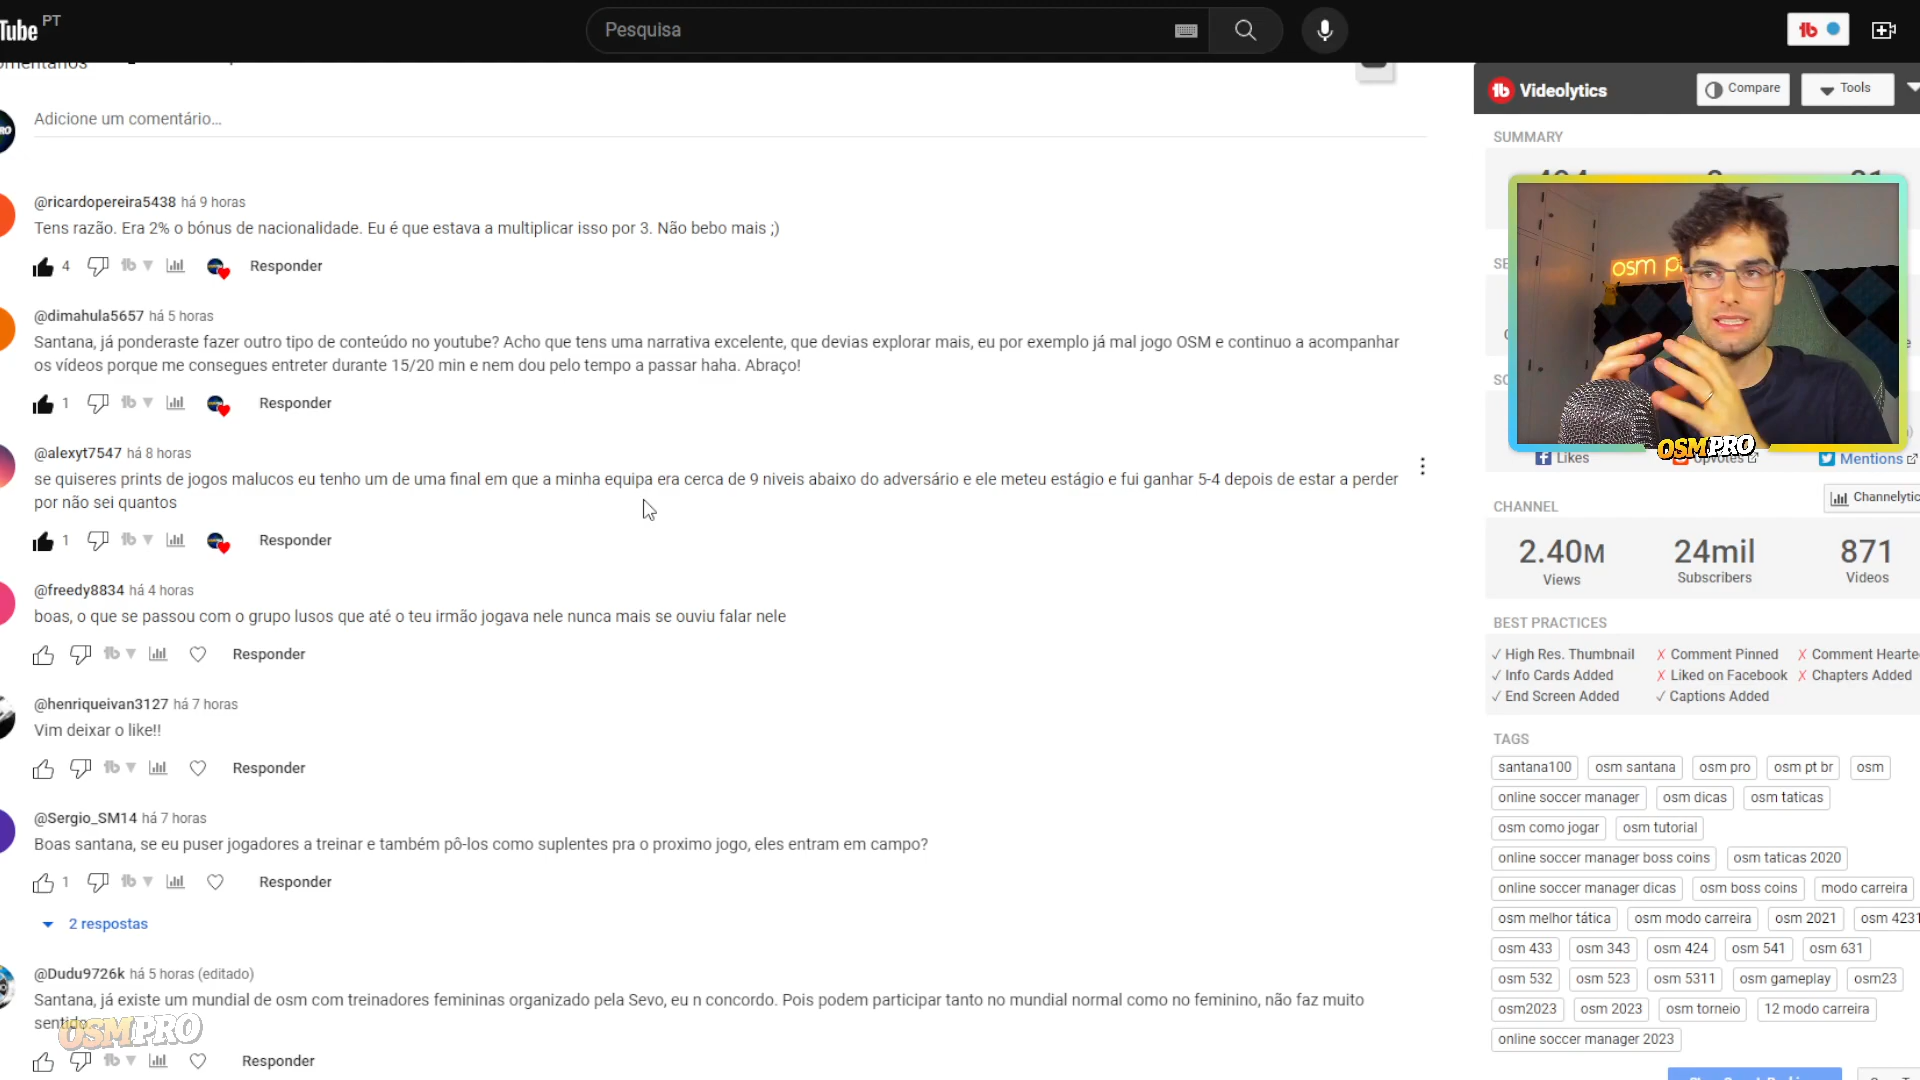 Tube PT
Pesquisa
Adicione um comentário...
@ricardopereira5438 há 9 horas
Tens razão. Era 2% o bónus de nacionalidade. Eu é que estava a multiplicar isso por 3. Não bebo mais ;)
4 Responder
@dimahula5657 há 5 horas
Santana, já ponderaste fazer outro tipo de conteúdo no youtube? Acho que tens uma narrativa excelente, que devias explorar mais, eu por exemplo já mal jogo OSM e continuo a acompanhar
os vídeos porque me consegues entreter durante 15/20 min e nem dou pelo tempo a passar haha. Abraço!
1 Responder
@alexyt7547 há 8 horas
se quiseres prints de jogos malucos eu tenho um de uma final em que a minha equipa era cerca de 9 niveis abaixo do adversário e ele meteu estágio e fui ganhar 5-4 depois de estar a perder
por não sei quantos
1 Responder
@freedy8834 há 4 horas
boas, o que se passou com o grupo lusos que até o teu irmão jogava nele nunca mais se ouviu falar nele
Responder
@henriqueivan3127 há 7 horas
Vim deixar o like!!
Responder
@Sergio_SM14 há 7 horas
Boas santana, se eu puser jogadores a treinar e também pô-los como suplentes pra o proximo jogo, eles entram em campo?
1 Responder
2 respostas
@Dudu9726k há 5 horas (editado)
Santana, já existe um mundial de osm com treinadores femininas organizado pela Sevo, eu n concordo. Pois podem participar tanto no mundial normal como no feminino, não faz muito
sentido
OSMPRO
Responder
Videolytics Compare Tools
SUMMARY
osm p
OSMPRO
Likes Upvotes Mentions
CHANNEL Channelytic
2.40M 24mil 871
Views Subscribers Videos
BEST PRACTICES
✓ High Res. Thumbnail ✗ Comment Pinned ✗ Comment Hearte
✓ Info Cards Added ✗ Liked on Facebook ✗ Chapters Added
✓ End Screen Added ✓ Captions Added
TAGS
santana100 osm santana osm pro osm pt br osm
online soccer manager osm dicas osm taticas
osm como jogar osm tutorial
online soccer manager boss coins osm taticas 2020
online soccer manager dicas osm boss coins modo carreira
osm melhor tática osm modo carreira osm 2021 osm 4231
osm 433 osm 343 osm 424 osm 541 osm 631
osm 532 osm 523 osm 5311 osm gameplay osm23
osm2023 osm 2023 osm torneio 12 modo carreira
online soccer manager 2023